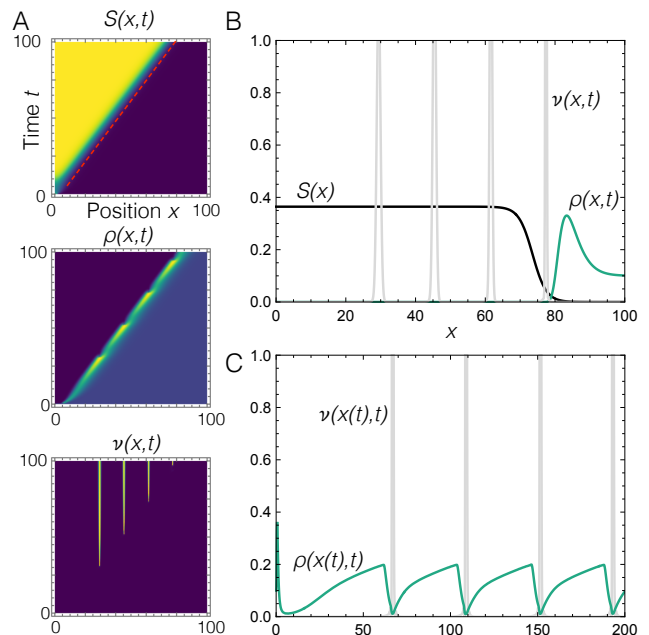 A
S(x,t)
100
Time t
0
0
Position x
100
ρ(x,t)
100
0
0
100
ν(x,t)
100
0
0
100
B
1.0
0.8
0.6
0.4
0.2
0.0
S(x)
ν(x,t)
ρ(x,t)
0
20
40
60
80
100
x
C
1.0
0.8
0.6
0.4
0.2
0.0
ν(x(t),t)
ρ(x(t),t)
0
50
100
150
200